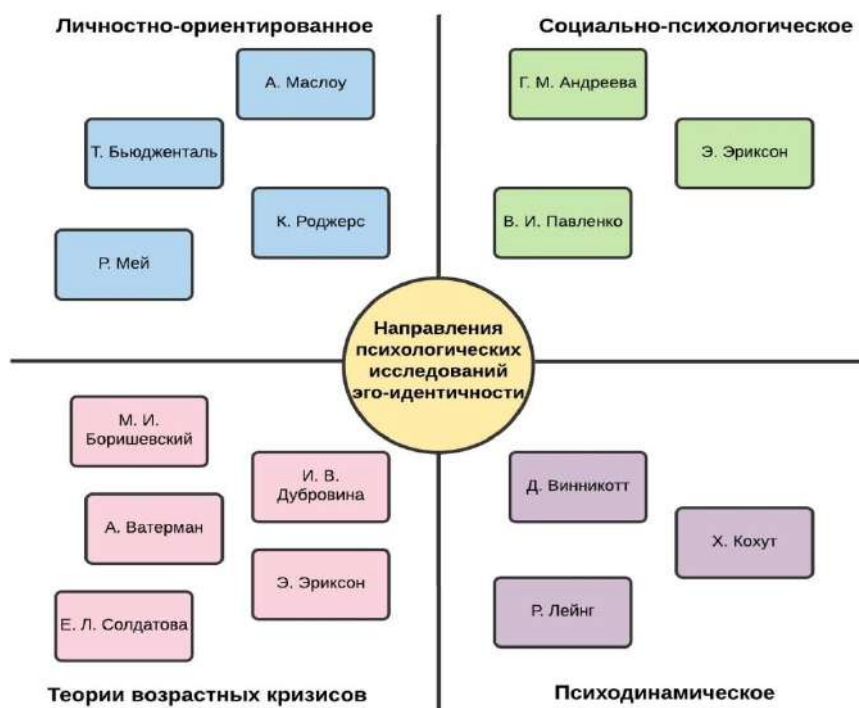 Личностно-ориентированное
А. Маслоу
Т. Бьюдженталь
К. Роджерс
Р. Мей
Социально-психологическое
Г. М. Андреева
Э. Эриксон
В. И. Павленко
Направления
психологических
исследований
эго-идентичности
М. И.
Боришевский
И. В.
Дубровина
А. Ватерман
Э. Эриксон
Е. Л. Солдатова
Теории возрастных кризисов
Д. Винникотт
Х. Кохут
Р. Лейнг
Психодинамическое